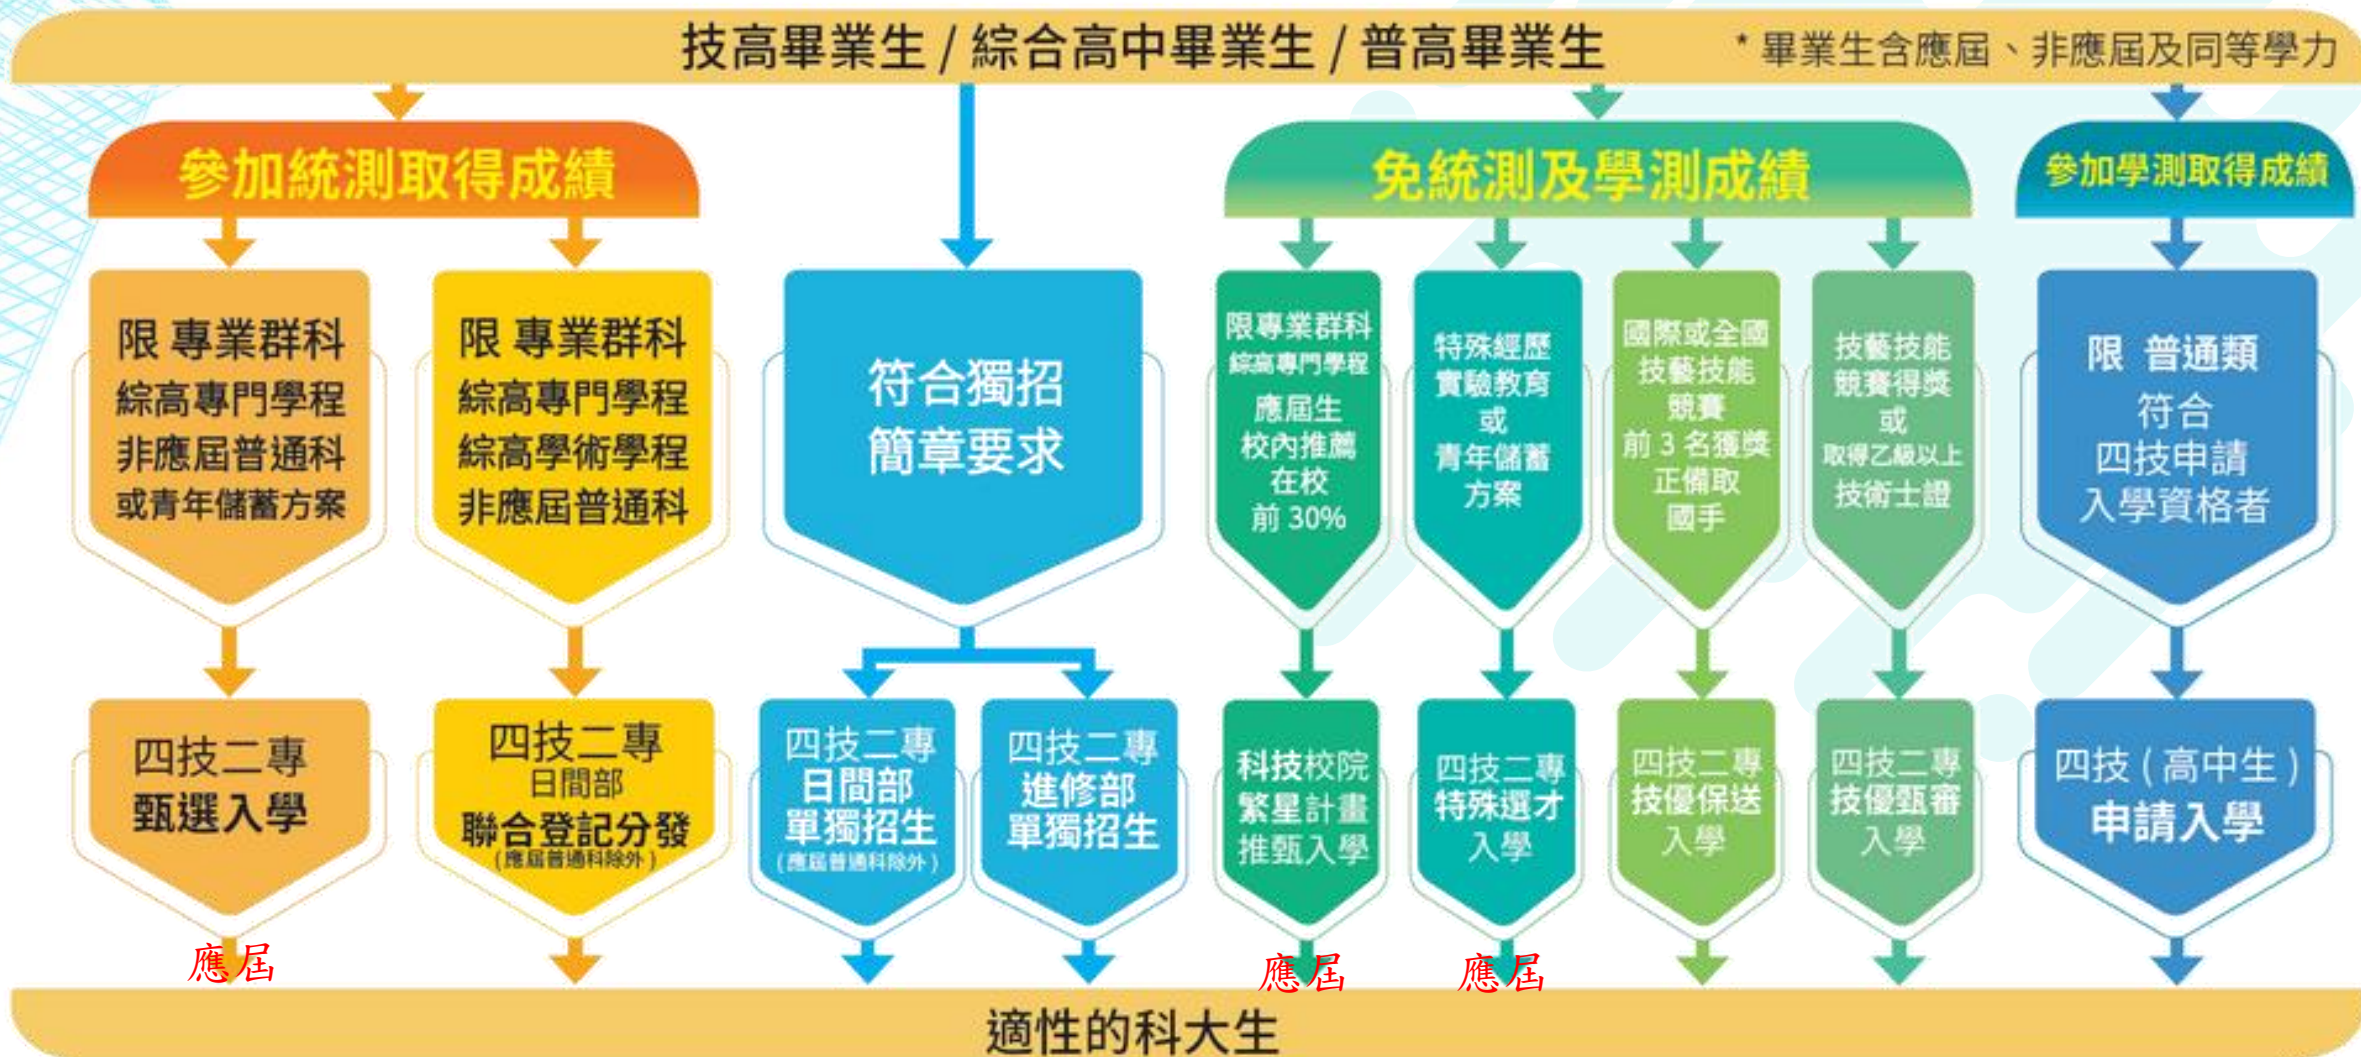 技高畢業生 / 綜合高中畢業生 / 普高畢業生
* 畢業生含應屆、非應屆及同等學力
參加統測取得成績
免統測及學測成績
參加學測取得成績
限 專業群科
綜高專門學程
非應屆普通科
或青年儲蓄方案
限 專業群科
綜高專門學程
綜高學術學程
非應屆普通科
符合獨招
簡章要求
限專業群科
綜高專門學程
應屆生
校內推薦
在校
前 30%
特殊經歷
實驗教育
或
青年儲蓄
方案
國際或全國
技藝技能
競賽
前 3 名獲獎
正備取
國手
技藝技能
競賽得獎
或
取得乙級以上
技術士證
限 普通類
符合
四技申請
入學資格者
四技二專
甄選入學
四技二專
日間部
聯合登記分發
(應屆普通科除外)
四技二專
日間部
單獨招生
(應屆普通科除外)
四技二專
進修部
單獨招生
科技校院
繁星計畫
推甄入學
四技二專
特殊選才
入學
四技二專
技優保送
入學
四技二專
技優甄審
入學
四技 ( 高中生 )
申請入學
應屆
應屆
應屆
適性的科大生